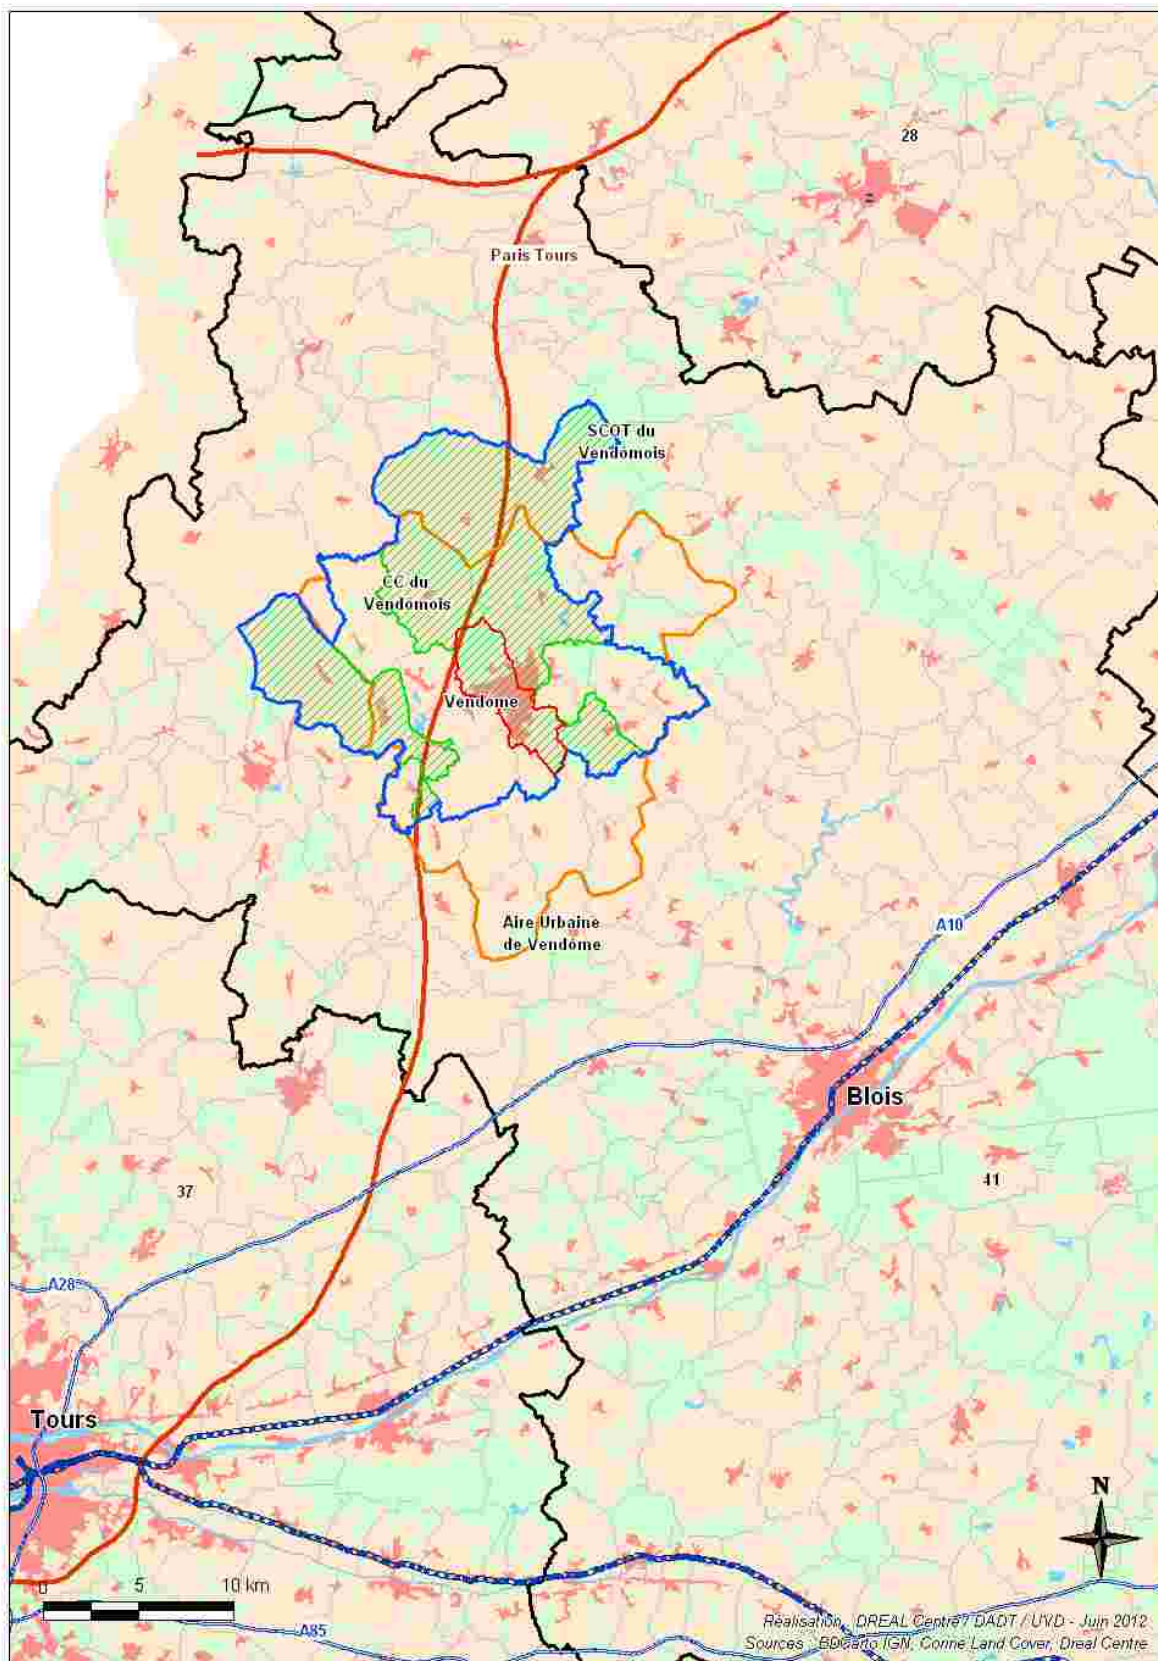 28
Paris Tours
SCOT du
Vendômois
CC du
Vendômois
Vendôme
Aire Urbaine
de Vendôme
A10
Blois
37
41
A28
Tours
N
0 5 10 km
A85
Réalisation : DREAL Centre / DADT / UVD - Juin 2012
Sources : BDCarto IGN, Corine Land Cover, Dreal Centre